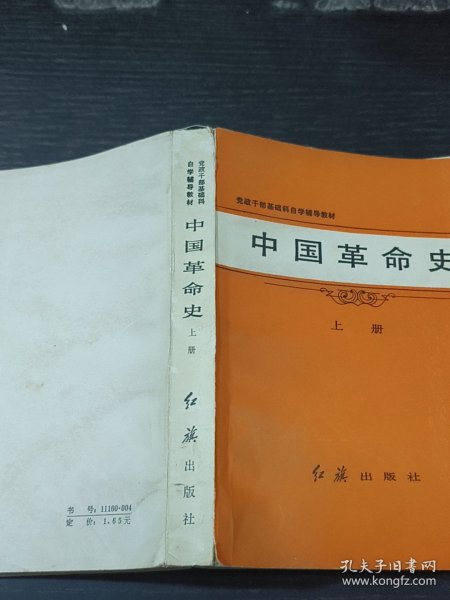 党政干部基础科自学辅导教材
中国革命史
上册
红旗出版社
党政干部基础科
自学辅导教材
中国革命史
上册
红旗出版社
书 号：11160·004
定 价：1.65元
孔夫子旧书网
www.kongfz.com